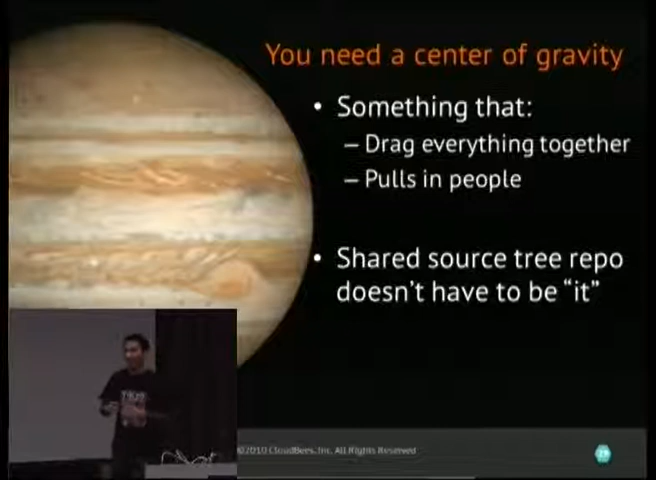 You need a center of gravity
• Something that:
– Drag everything together
– Pulls in people
• Shared source tree repo
doesn't have to be “it”
©2010 CloudBees, Inc. All Rights Reserved